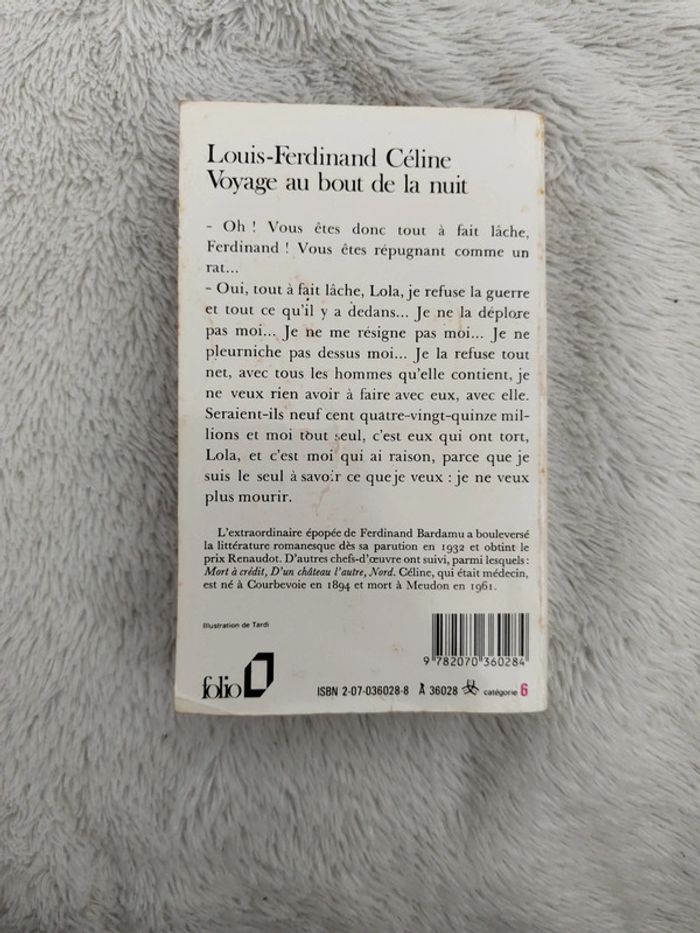 Louis-Ferdinand Céline
Voyage au bout de la nuit
- Oh ! Vous êtes donc tout à fait lâche,
Ferdinand ! Vous êtes répugnant comme un
rat...
- Oui, tout à fait lâche, Lola, je refuse la guerre
et tout ce qu'il y a dedans... Je ne la déplore
pas moi... Je ne me résigne pas moi... Je ne
pleurniche pas dessus moi... Je la refuse tout
net, avec tous les hommes qu'elle contient, je
ne veux rien avoir à faire avec eux, avec elle.
Seraient-ils neuf cent quatre-vingt-quinze mil-
lions et moi tout seul, c'est eux qui ont tort,
Lola, et c'est moi qui ai raison, parce que je
suis le seul à savoir ce que je veux : je ne veux
plus mourir.
L'extraordinaire épopée de Ferdinand Bardamu a bouleversé
la littérature romanesque dès sa parution en 1932 et obtint le
prix Renaudot. D'autres chefs-d'œuvre ont suivi, parmi lesquels :
Mort à crédit, D'un château l'autre, Nord. Céline, qui était médecin,
est né à Courbevoie en 1894 et mort à Meudon en 1961.
Illustration de Tardi
9 782070 360284
folio
ISBN 2-07-036028-8 A 36028 catégorie 6